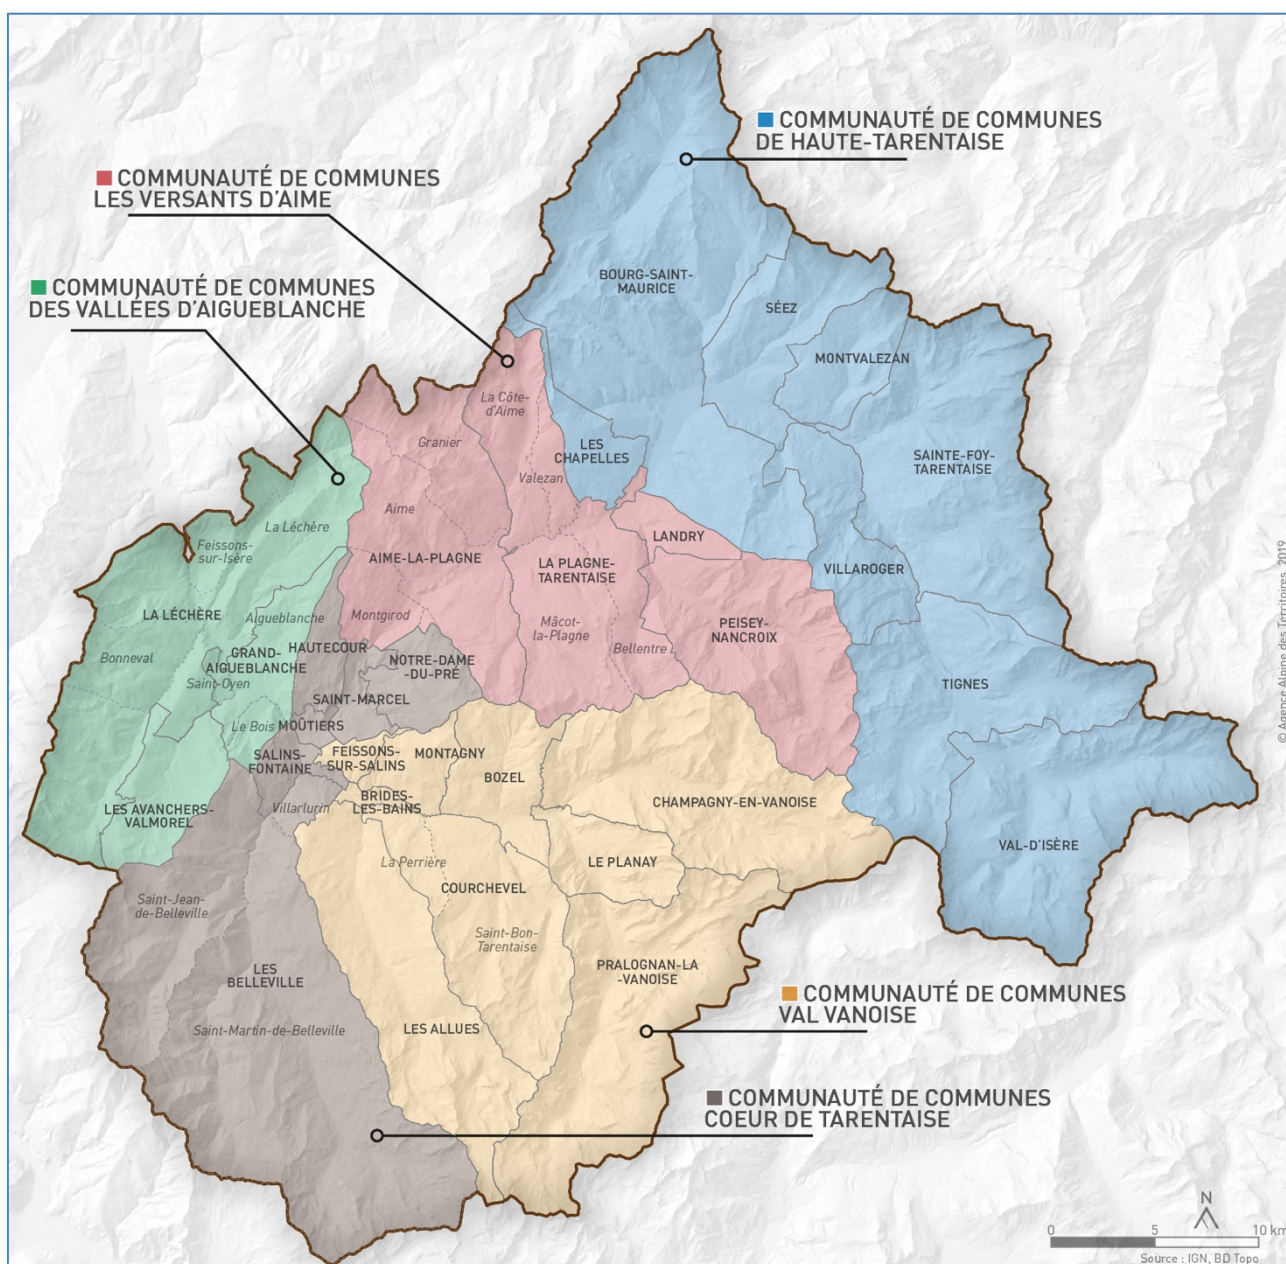 COMMUNAUTÉ DE COMMUNES
DE HAUTE-TARENTAISE
COMMUNAUTÉ DE COMMUNES
LES VERSANTS D'AIME
COMMUNAUTÉ DE COMMUNES
DES VALLÉES D'AIGUEBLANCHE
BOURG-SAINT-
MAURICE
SÉEZ
MONTVALEZAN
La Côte-
d'Aime
Granier
LES
CHAPELLES
SAINTE-FOY-
TARENTAISE
Valezan
Aime
La Léchère
Feissons-
sur-Isère
LANDRY
AIME-LA-PLAGNE
LA PLAGNE-
TARENTAISE
VILLAROGER
LA LÉCHÈRE
Aigueblanche
Montgirod
Mâcot-
la-Plagne
PEISEY-
NANCROIX
HAUTECOUR
Bellentre
Bonneval
GRAND-
AIGUEBLANCHE
NOTRE-DAME
-DU-PRÉ
Saint-Oyen
TIGNES
SAINT-MARCEL
Le Bois
MOÛTIERS
SALINS-
FONTAINE
FEISSONS-
SUR-SALINS
MONTAGNY
BOZEL
BRIDES-
LES-BAINS
CHAMPAGNY-EN-VANOISE
LES AVANCHERS-
VALMOREL
Villarlurin
VAL-D'ISÈRE
La Perrière
LE PLANAY
COURCHEVEL
Saint-Jean-
de-Belleville
Saint-Bon-
Tarentaise
LES
BELLEVILLE
PRALOGNAN-LA
-VANOISE
Saint-Martin-de-Belleville
LES ALLUES
COMMUNAUTÉ DE COMMUNES
VAL VANOISE
COMMUNAUTÉ DE COMMUNES
COEUR DE TARENTAISE
© Agence Alpine des Territoires, 2019
N
0 5 10 km
Source : IGN, BD Topo